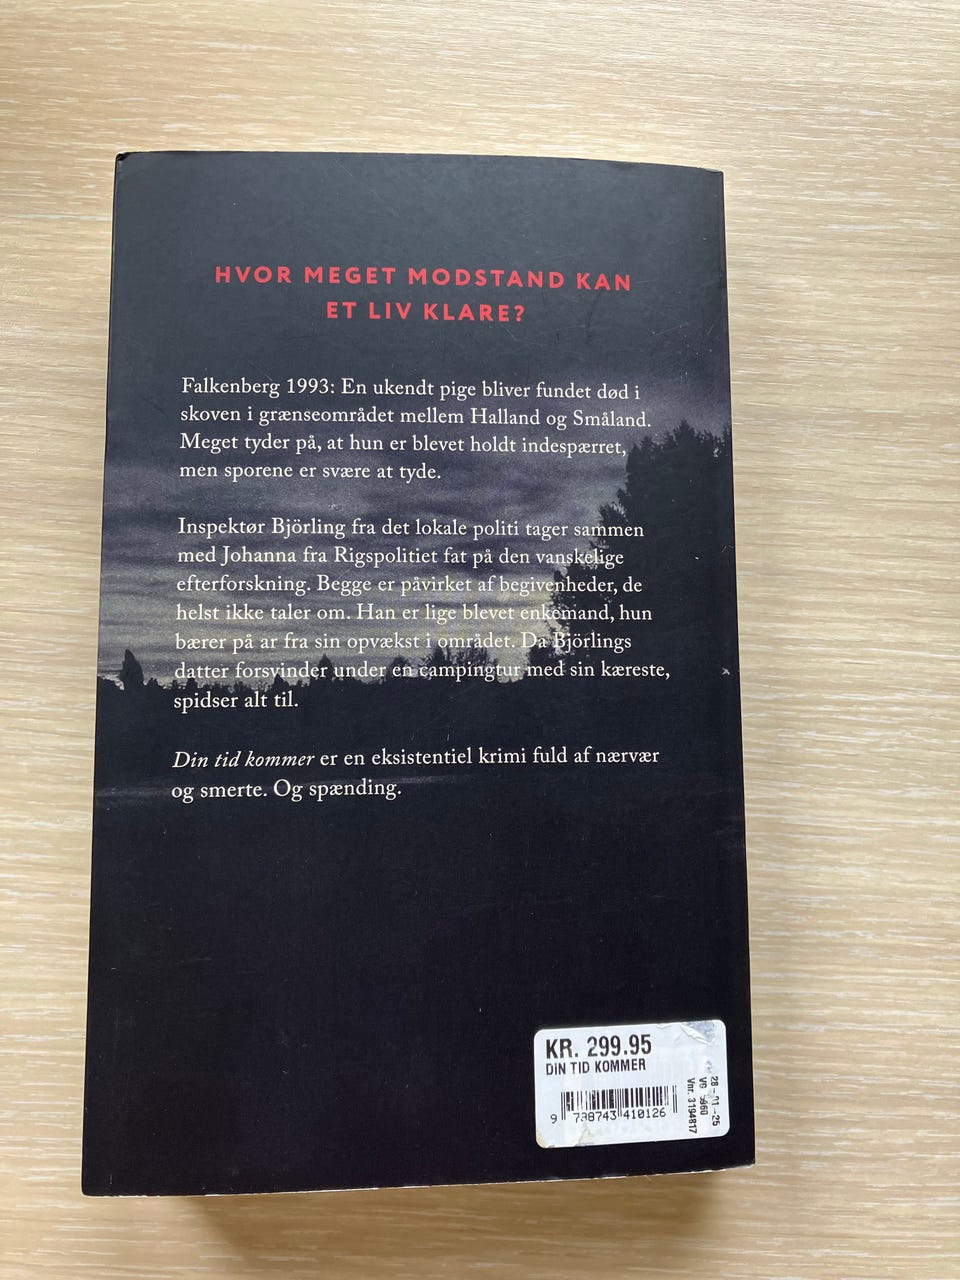 HVOR MEGET MODSTAND KAN
ET LIV KLARE?
Falkenberg 1993: En ukendt pige bliver fundet død i
skoven i grænseområdet mellem Halland og Småland.
Meget tyder på, at hun er blevet holdt indespærret,
men sporene er svære at tyde.
Inspektør Björling fra det lokale politi tager sammen
med Johanna fra Rigspolitiet fat på den vanskelige
efterforskning. Begge er påvirket af begivenheder, de
helst ikke taler om. Han er lige blevet enkemand, hun
bærer på ar fra sin opvækst i området. Da Björlings
datter forsvinder under en campingtur med sin kæreste,
spidser alt til.
Din tid kommer er en eksistentiel krimi fuld af nærvær
og smerte. Og spænding.
KR. 299.95
DIN TID KOMMER
9 788743 410126
Vnr. 3194817